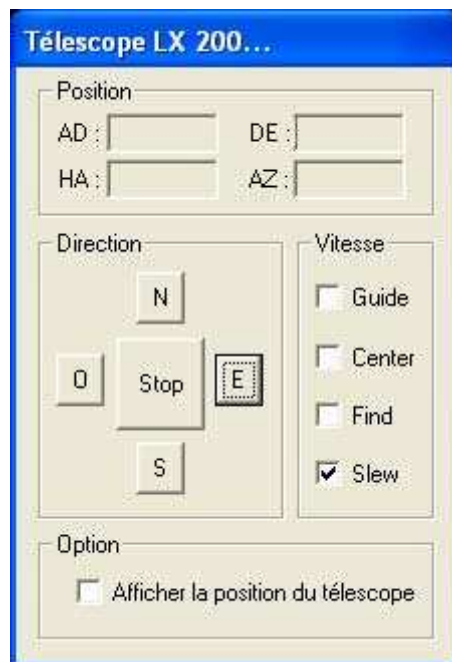 Télescope LX 200...
Position
AD :
DE :
HA :
AZ :
Direction
Vitesse
N
O
Stop
E
S
Guide
Center
Find
Slew
Option
Afficher la position du télescope